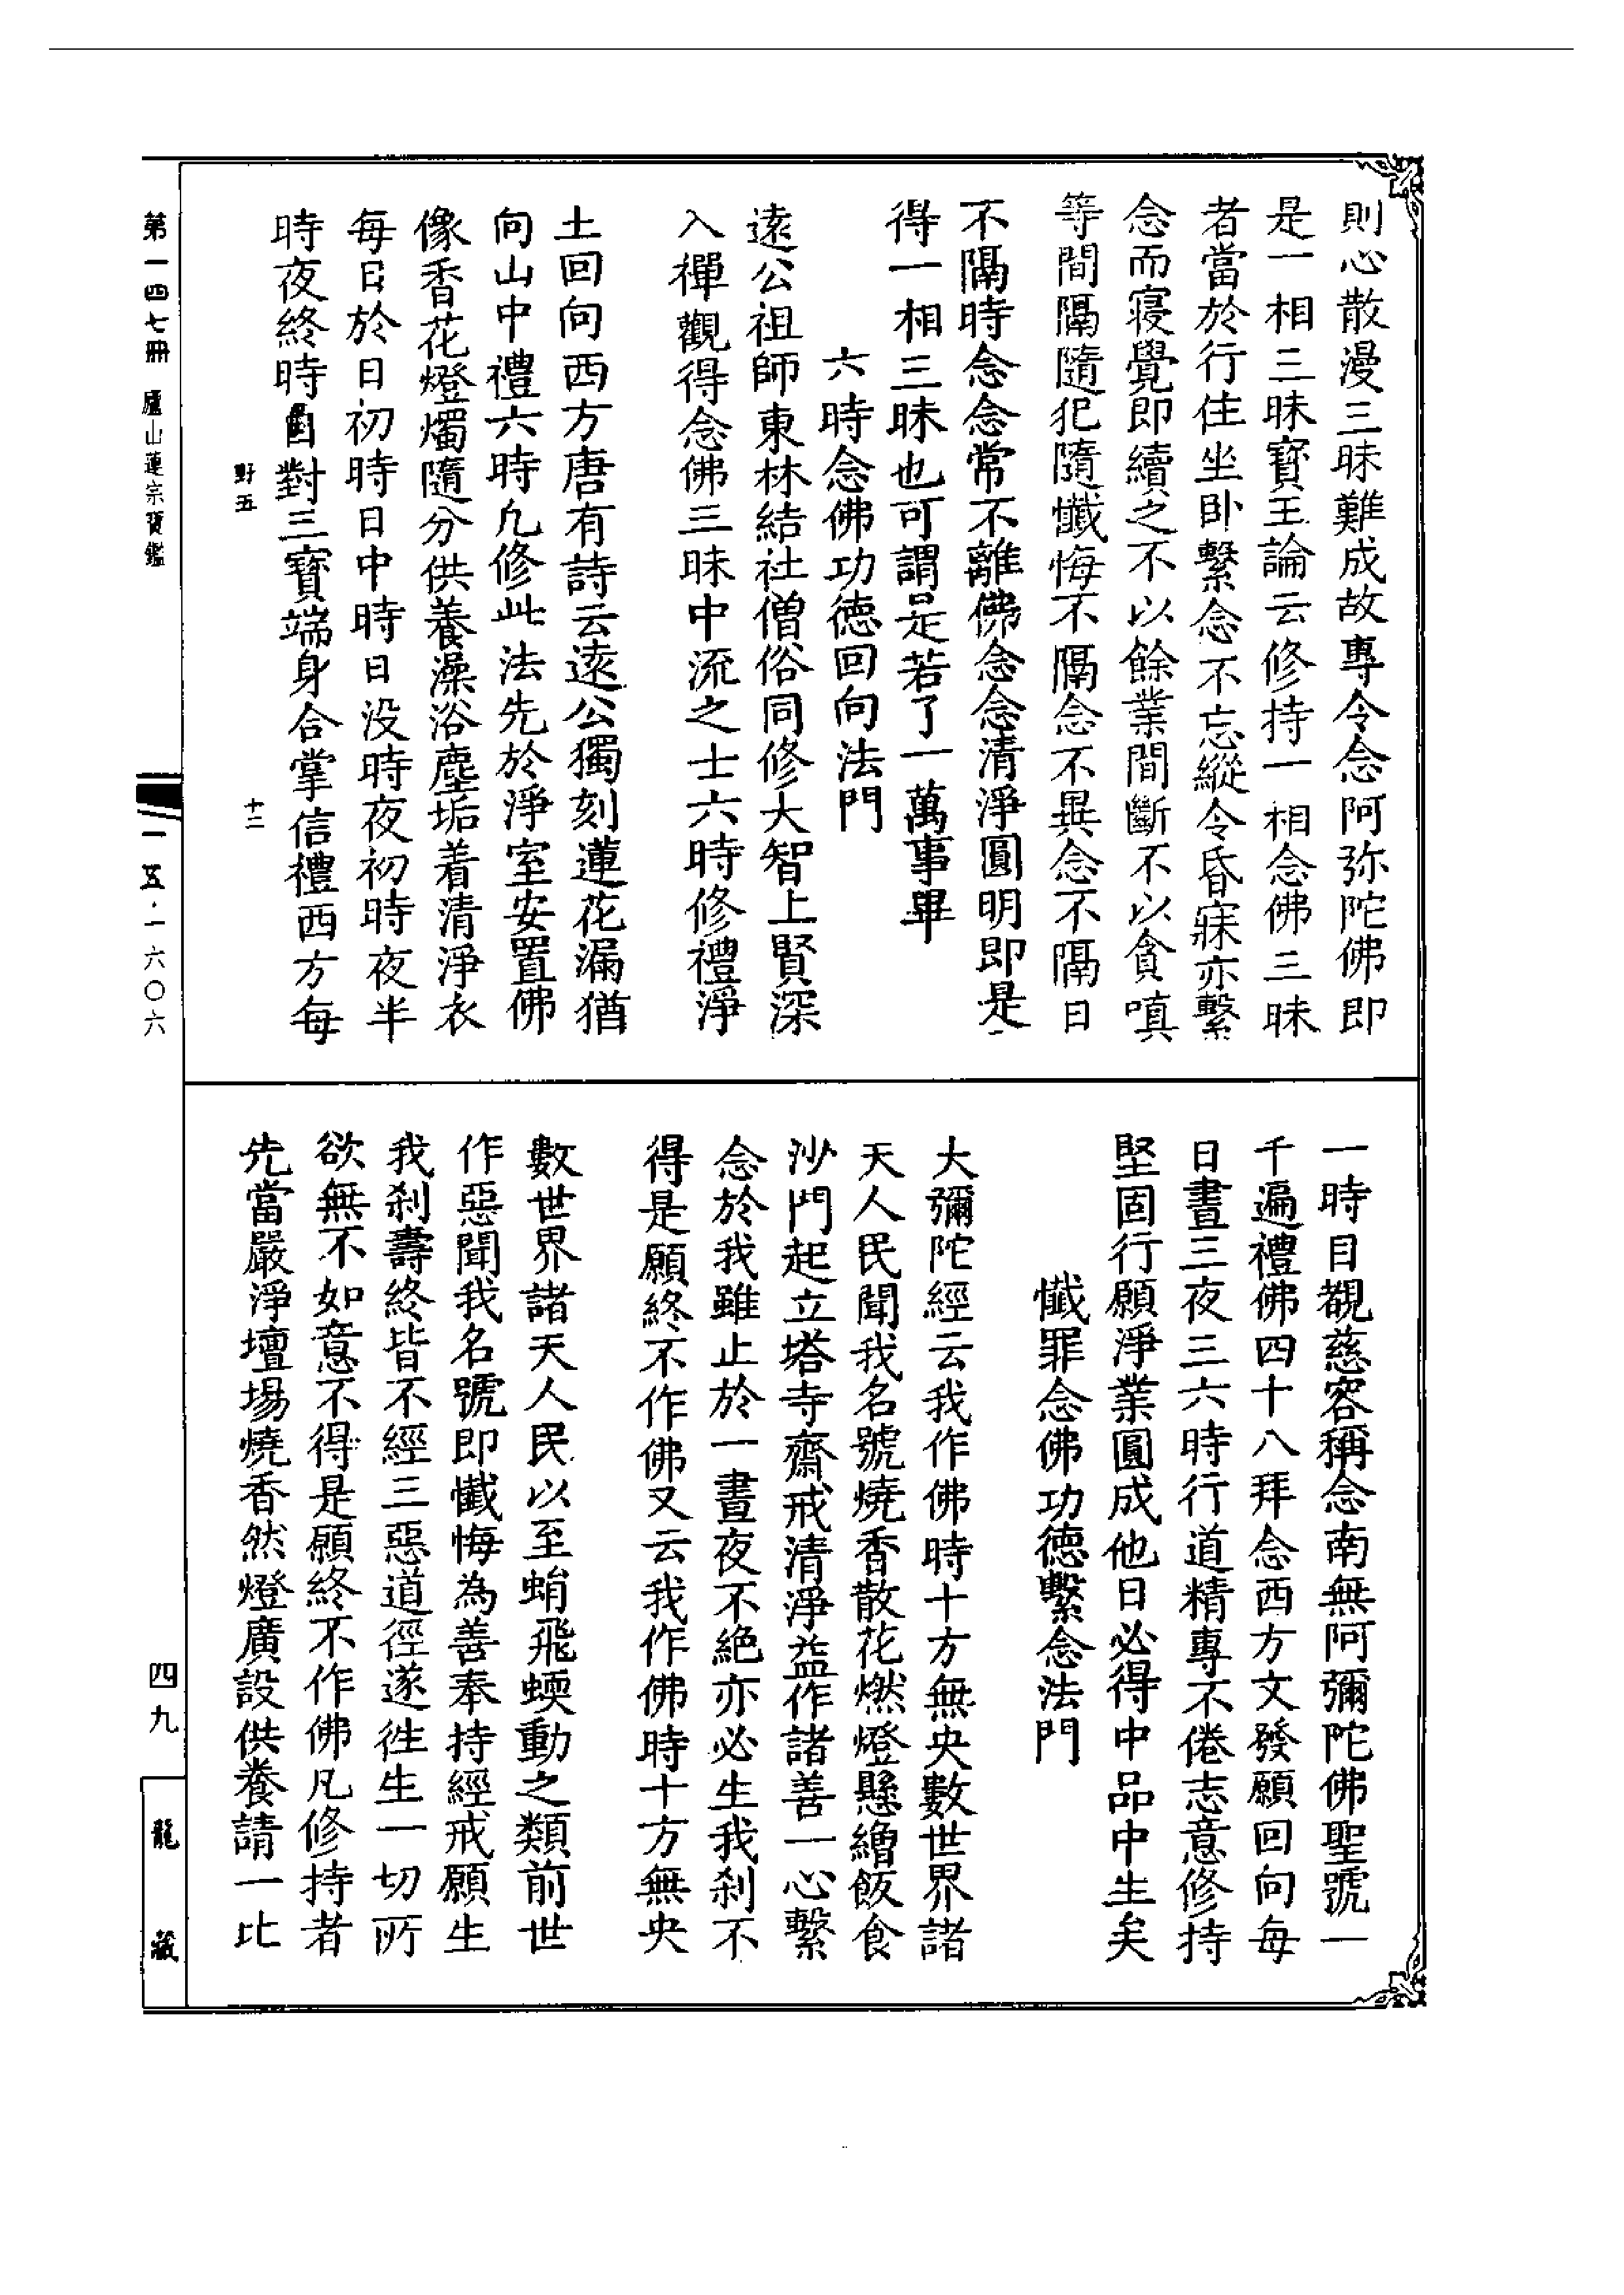 則心散漫三昧難成故專令念阿弥陀佛即
是一相三昧寶王論云修持一相念佛三昧
者當於行住坐卧繫念不忘縱令昏寐亦繫
念而寢覺即續之不以餘業間斷不以貪嗔
等間隔隨犯隨懺悔不隔念不異念不隔日
不隔時念念常不離佛念念清淨圓明即是
得一相三昧也可謂是若了一萬事畢
六時念佛功德回向法門
遠公祖師東林結社僧俗同修大智上賢深
入禪觀得念佛三昧中流之士六時修禮淨
土回向西方唐有詩云遠公獨刻蓮花漏猶
向山中禮六時凡修此法先於淨室安置佛
像香花燈燭隨分供養澡浴塵垢着清淨衣
每日於日初時日中時日没時夜初時夜半
時夜終時對三寶端身合掌信禮西方每
野五
十二
一時目覩慈容稱念南無阿彌陀佛聖號一
千遍禮佛四十八拜念西方文發願回向每
日晝三夜三六時行道精專不倦志意修持
堅固行願淨業圓成他日必得中品中生矣
懺罪念佛功德繫念法門
大彌陀經云我作佛時十方無央數世界諸
天人民聞我名號燒香散花燃燈懸繒飯食
沙門起立塔寺齋戒清淨益作諸善一心繫
念於我雖止於一晝夜不絶亦必生我刹不
得是願終不作佛又云我作佛時十方無央
數世界諸天人民以至蜎飛蝡動之類前世
作惡聞我名號即懺悔為善奉持經戒願生
我刹壽終皆不經三惡道徑遂徃生一切所
欲無不如意不得是願終不作佛凡修持者
先當嚴淨壇場燒香然燈廣設供養請一比
第一四七冊 廬山蓮宗寶鑑
一五·一六〇六
四九
龍藏